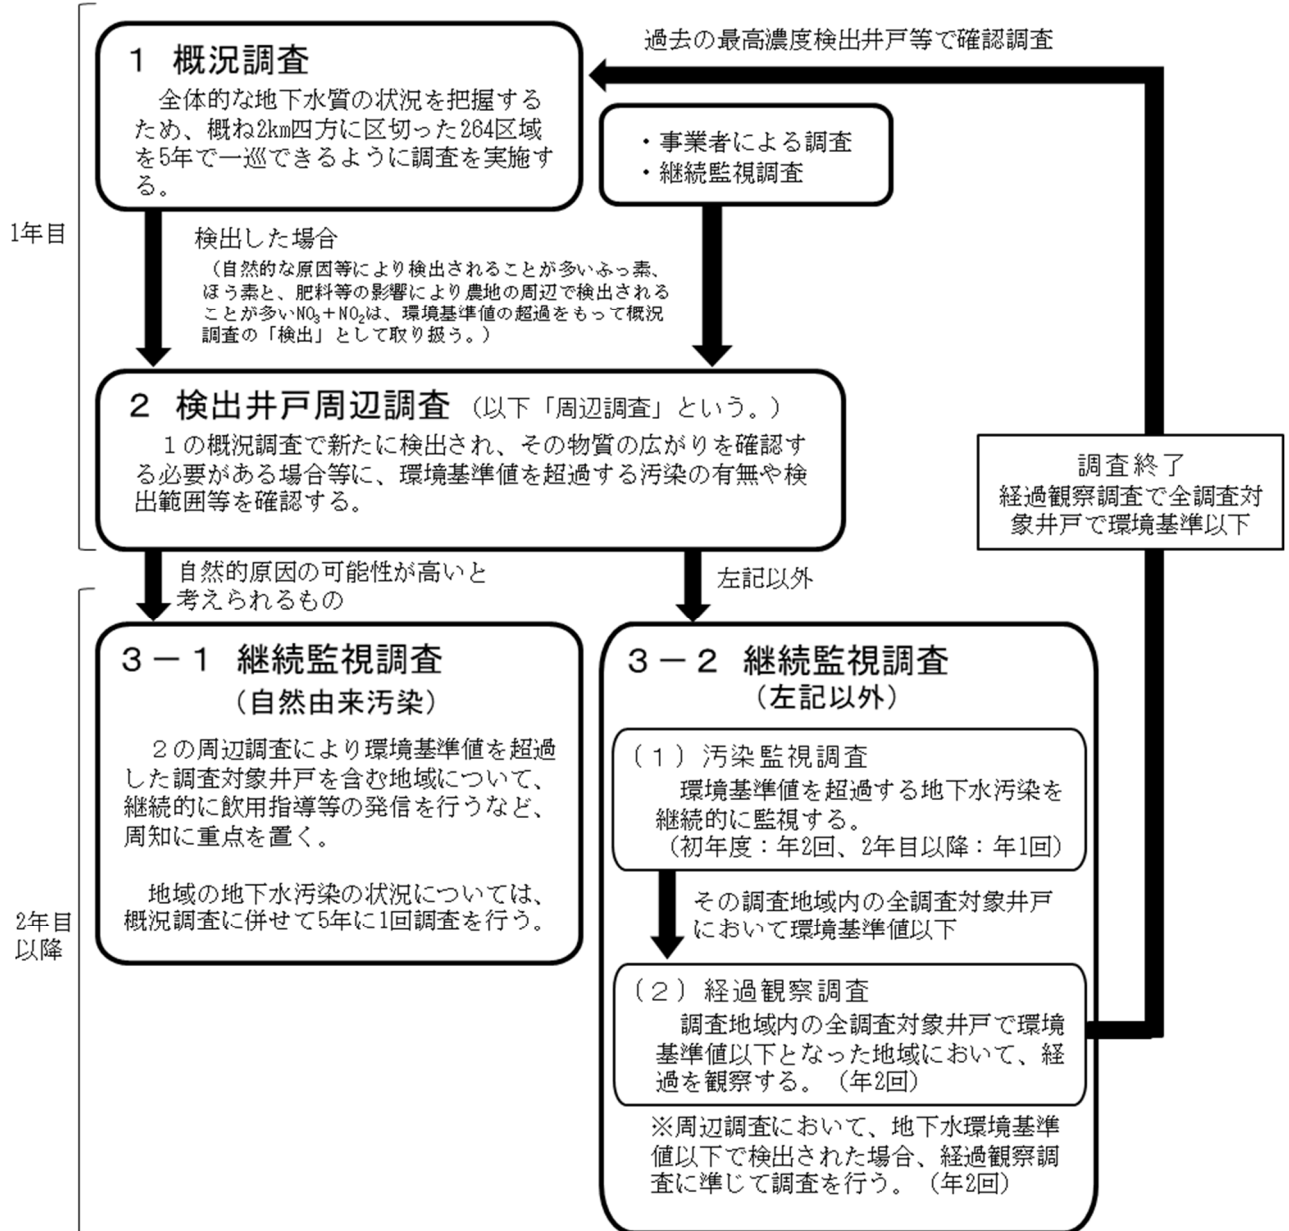 過去の最高濃度検出井戸等で確認調査
1年目
1 概況調査
全体的な地下水質の状況を把握する
ため、概ね2km四方に区切った264区域
を5年で一巡できるように調査を実施す
る。
・事業者による調査
・継続監視調査
検出した場合
（自然的な原因等により検出されることが多いふっ素、
ほう素と、肥料等の影響により農地の周辺で検出される
ことが多いNO₃＋NO₂は、環境基準値の超過をもって概況
調査の「検出」として取り扱う。）
2 検出井戸周辺調査（以下「周辺調査」という。）
１の概況調査で新たに検出され、その物質の広がりを確認す
る必要がある場合等に、環境基準値を超過する汚染の有無や検
出範囲等を確認する。
調査終了
経過観察調査で全調査対
象井戸で環境基準以下
自然的原因の可能性が高いと
考えられるもの
左記以外
2年目
以降
３－１ 継続監視調査
（自然由来汚染）
２の周辺調査により環境基準値を超過
した調査対象井戸を含む地域について、
継続的に飲用指導等の発信を行うなど、
周知に重点を置く。
地域の地下水汚染の状況については、
概況調査に併せて5年に1回調査を行う。
３－２ 継続監視調査
（左記以外）
（１）汚染監視調査
環境基準値を超過する地下水汚染を
継続的に監視する。
（初年度：年2回、2年目以降：年1回）
その調査地域内の全調査対象井戸
において環境基準値以下
（２）経過観察調査
調査地域内の全調査対象井戸で環境
基準値以下となった地域において、経
過を観察する。（年2回）
※周辺調査において、地下水環境基準
値以下で検出された場合、経過観察調
査に準じて調査を行う。（年2回）